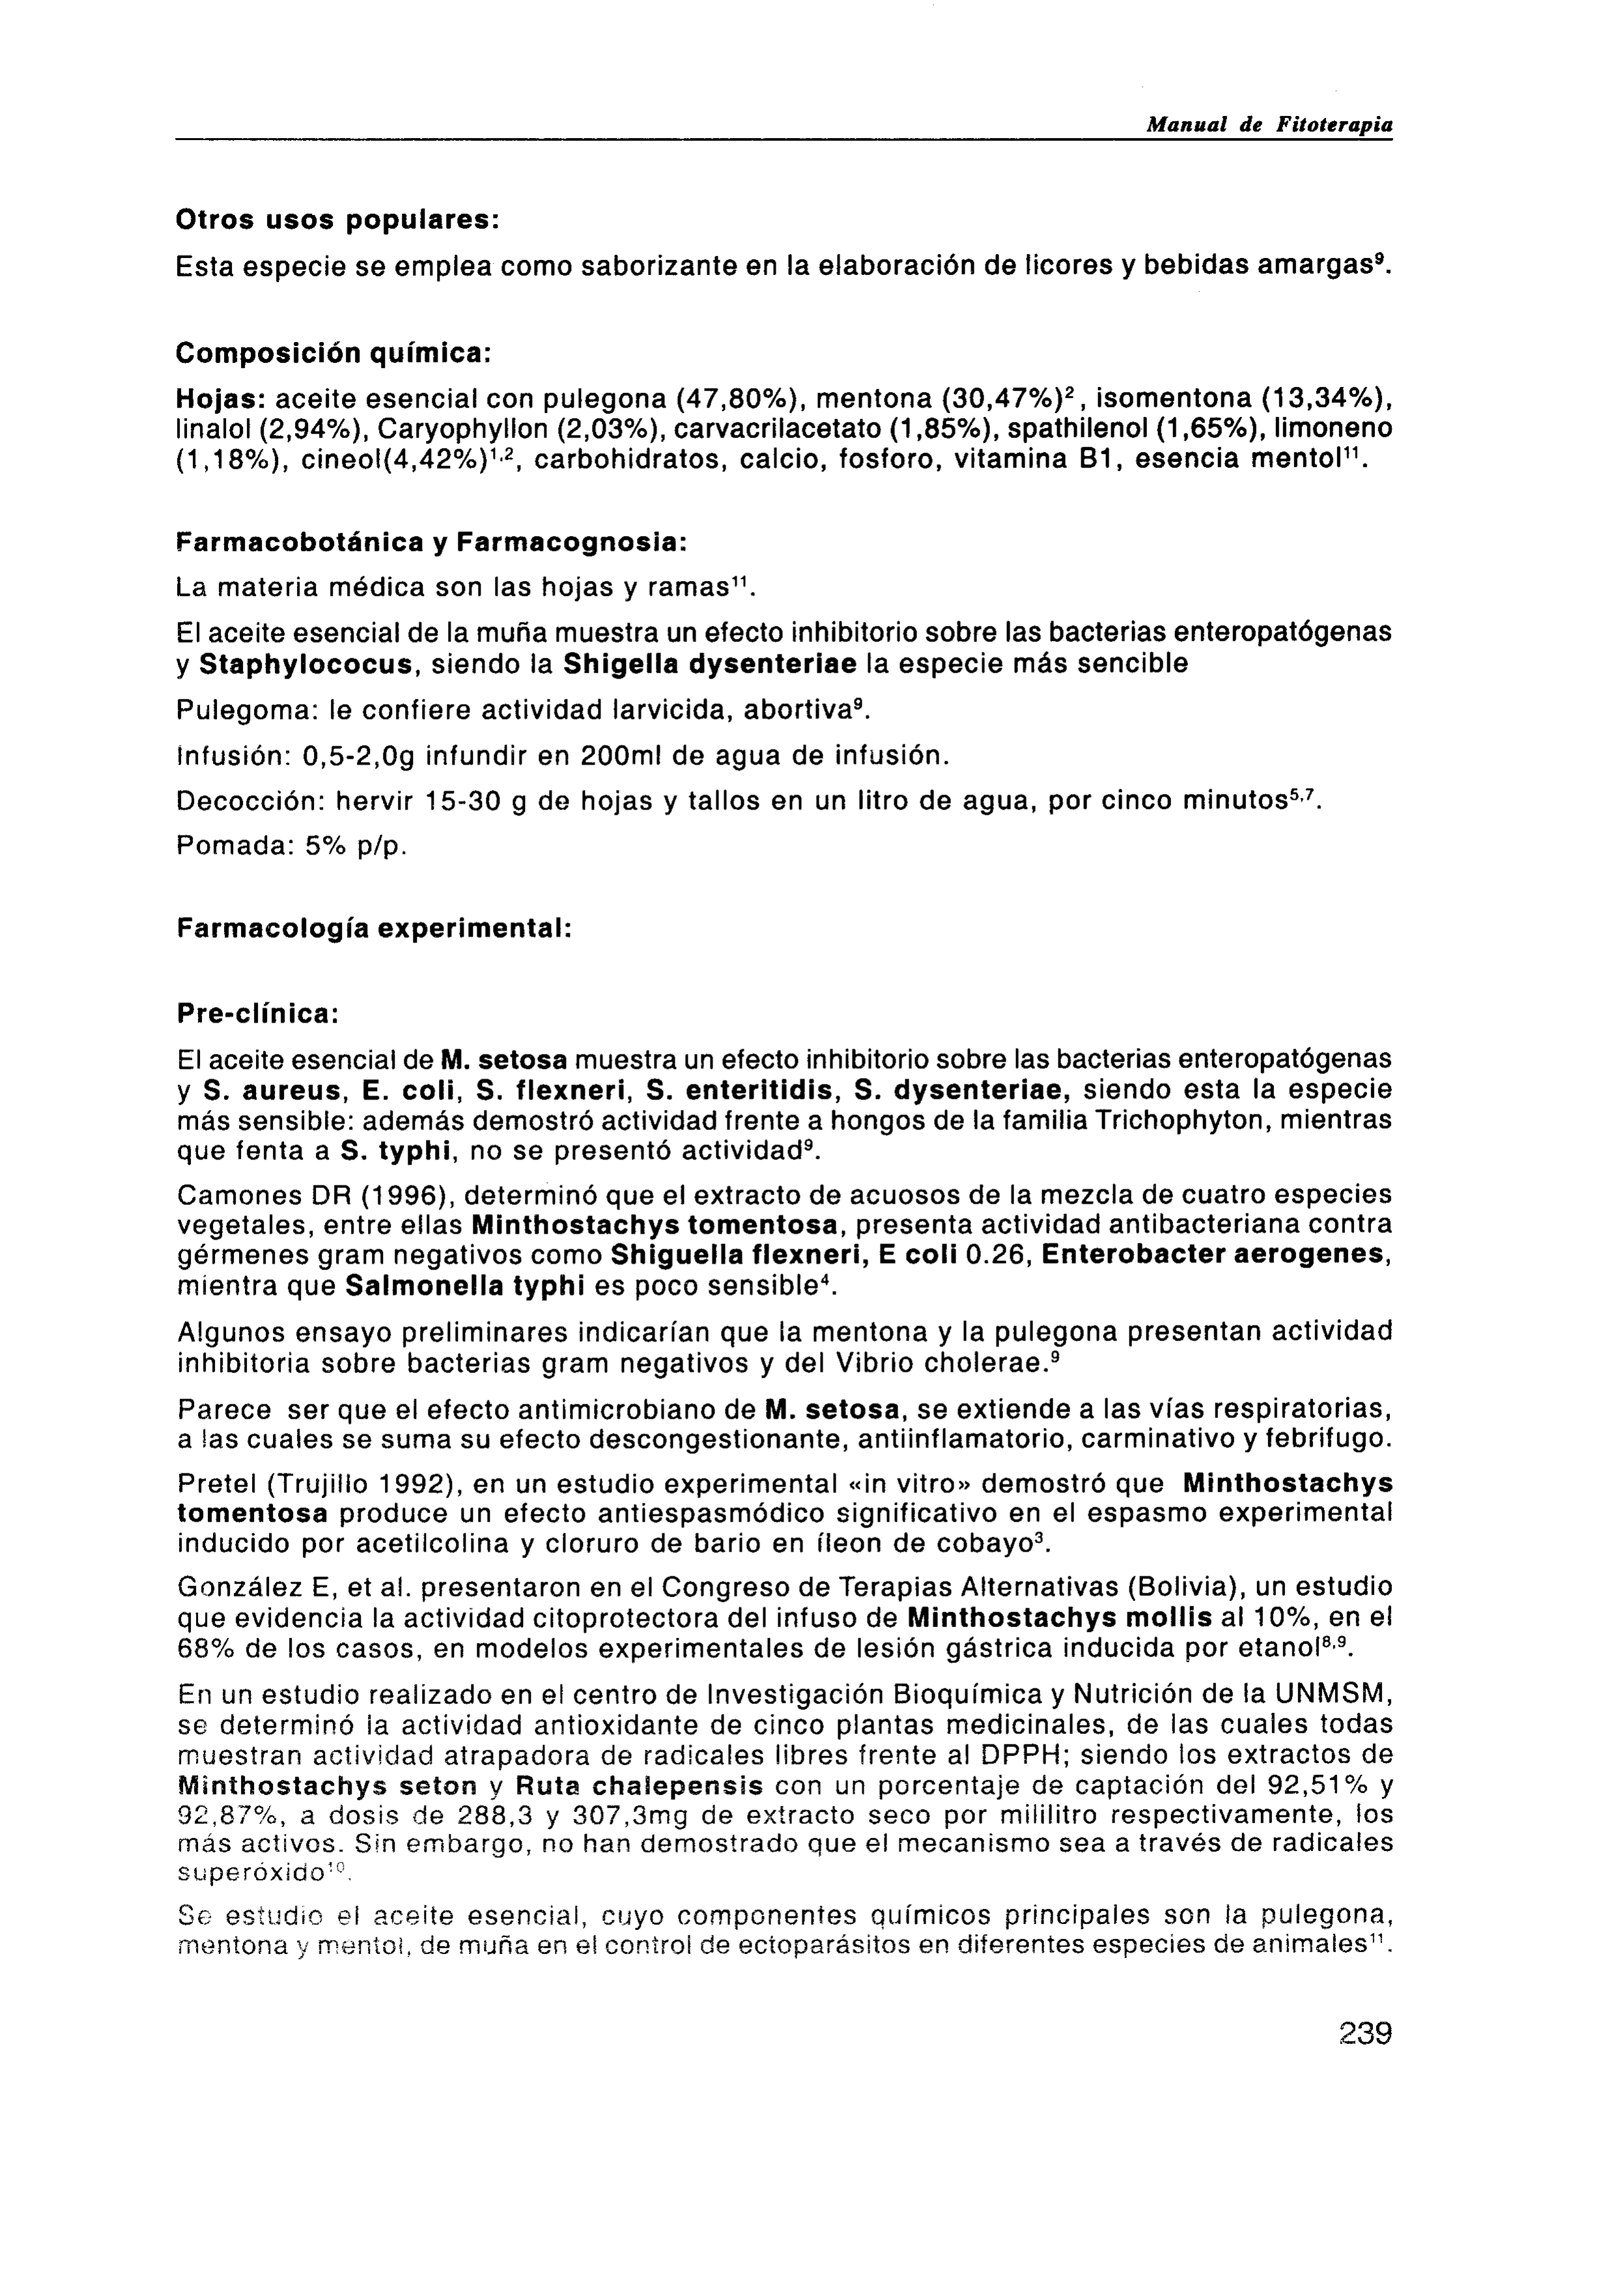 Manual de Fitoterapia
Otros usos populares:
Esta especie se emplea como saborizante en la elaboración de licores y bebidas amargas⁹.
Composición química:
Hojas: aceite esencial con pulegona (47,80%), mentona (30,47%)², isomentona (13,34%),
linalol (2,94%), Caryophyllon (2,03%), carvacrilacetato (1,85%), spathilenol (1,65%), limoneno
(1,18%), cineol(4,42%)¹,², carbohidratos, calcio, fosforo, vitamina B1, esencia mentol¹¹.
Farmacobotánica y Farmacognosia:
La materia médica son las hojas y ramas¹¹.
El aceite esencial de la muña muestra un efecto inhibitorio sobre las bacterias enteropatógenas
y Staphylococus, siendo la Shigella dysenteriae la especie más sencible
Pulegoma: le confiere actividad larvicida, abortiva⁹.
Infusión: 0,5-2,0g infundir en 200ml de agua de infusión.
Decocción: hervir 15-30 g de hojas y tallos en un litro de agua, por cinco minutos⁵,⁷.
Pomada: 5% p/p.
Farmacología experimental:
Pre-clínica:
El aceite esencial de M. setosa muestra un efecto inhibitorio sobre las bacterias enteropatógenas
y S. aureus, E. coli, S. flexneri, S. enteritidis, S. dysenteriae, siendo esta la especie
más sensible: además demostró actividad frente a hongos de la familia Trichophyton, mientras
que fenta a S. typhi, no se presentó actividad⁹.
Camones DR (1996), determinó que el extracto de acuosos de la mezcla de cuatro especies
vegetales, entre ellas Minthostachys tomentosa, presenta actividad antibacteriana contra
gérmenes gram negativos como Shiguella flexneri, E coli 0.26, Enterobacter aerogenes,
mientra que Salmonella typhi es poco sensible⁴.
Algunos ensayo preliminares indicarían que la mentona y la pulegona presentan actividad
inhibitoria sobre bacterias gram negativos y del Vibrio cholerae.⁹
Parece ser que el efecto antimicrobiano de M. setosa, se extiende a las vías respiratorias,
a las cuales se suma su efecto descongestionante, antiinflamatorio, carminativo y febrifugo.
Pretel (Trujillo 1992), en un estudio experimental «in vitro» demostró que Minthostachys
tomentosa produce un efecto antiespasmódico significativo en el espasmo experimental
inducido por acetilcolina y cloruro de bario en íleon de cobayo³.
González E, et al. presentaron en el Congreso de Terapias Alternativas (Bolivia), un estudio
que evidencia la actividad citoprotectora del infuso de Minthostachys mollis al 10%, en el
68% de los casos, en modelos experimentales de lesión gástrica inducida por etanol⁸,⁹.
En un estudio realizado en el centro de Investigación Bioquímica y Nutrición de la UNMSM,
se determinó la actividad antioxidante de cinco plantas medicinales, de las cuales todas
muestran actividad atrapadora de radicales libres frente al DPPH; siendo los extractos de
Minthostachys seton y Ruta chalepensis con un porcentaje de captación del 92,51% y
92,87%, a dosis de 288,3 y 307,3mg de extracto seco por mililitro respectivamente, los
más activos. Sin embargo, no han demostrado que el mecanismo sea a través de radicales
superóxido¹⁰.
Se estudio el aceite esencial, cuyo componentes químicos principales son la pulegona,
mentona y mentol, de muña en el control de ectoparásitos en diferentes especies de animales¹¹.
239